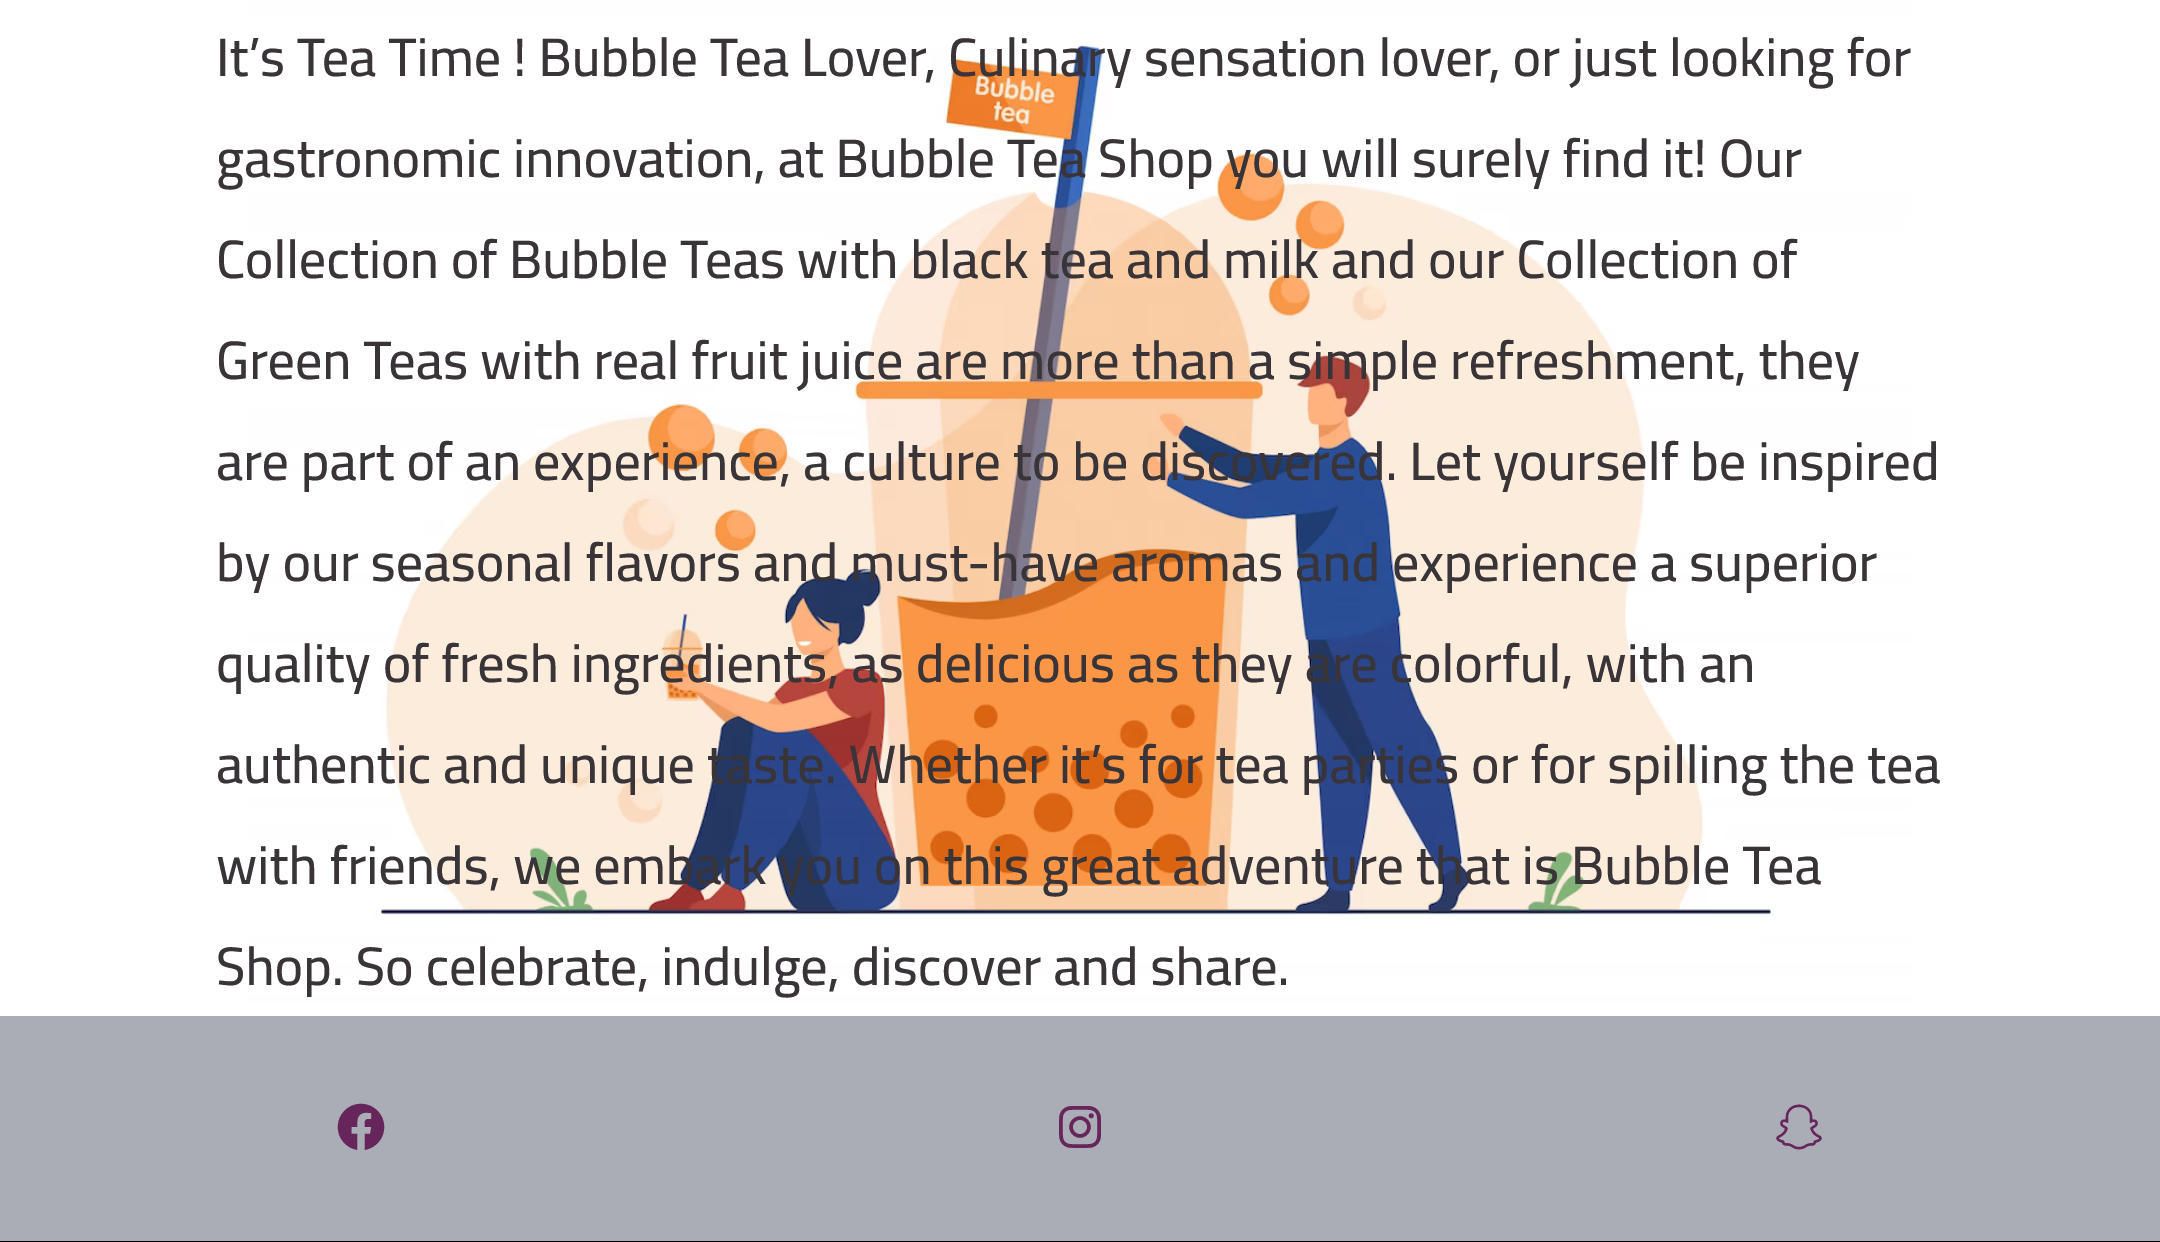 It’s Tea Time ! Bubble Tea Lover, Culinary sensation lover, or just looking for
Bubble
tea
gastronomic innovation, at Bubble Tea Shop you will surely find it! Our
Collection of Bubble Teas with black tea and milk and our Collection of
Green Teas with real fruit juice are more than a simple refreshment, they
are part of an experience, a culture to be discovered. Let yourself be inspired
by our seasonal flavors and must-have aromas and experience a superior
quality of fresh ingredients, as delicious as they are colorful, with an
authentic and unique taste. Whether it’s for tea parties or for spilling the tea
with friends, we embark you on this great adventure that is Bubble Tea
Shop. So celebrate, indulge, discover and share.